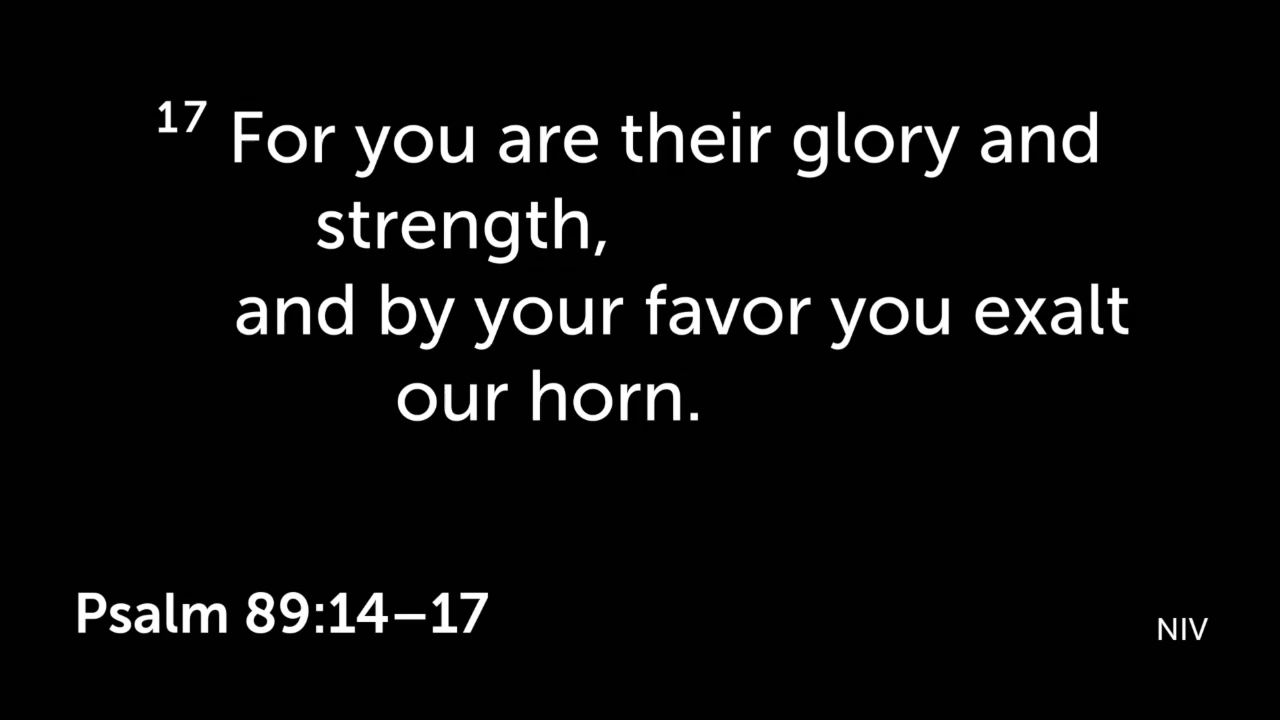 17 For you are their glory and
strength,
and by your favor you exalt
our horn.
Psalm 89:14–17
NIV